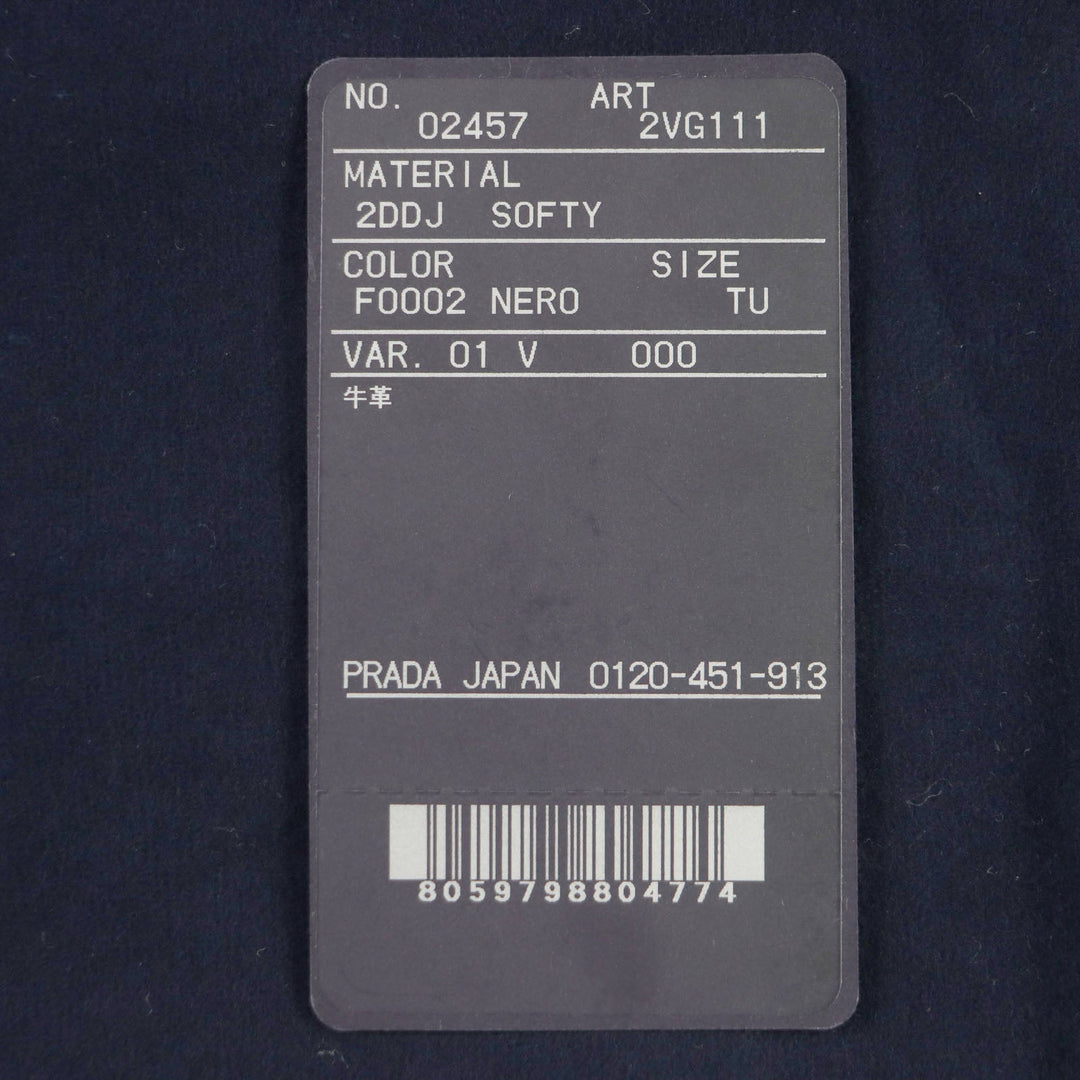 NO. ART
02457 2VG111
MATERIAL
2DDJ SOFTY
COLOR SIZE
F0002 NERO TU
VAR. 01 V 000
牛革
PRADA JAPAN 0120-451-913
8059798804774